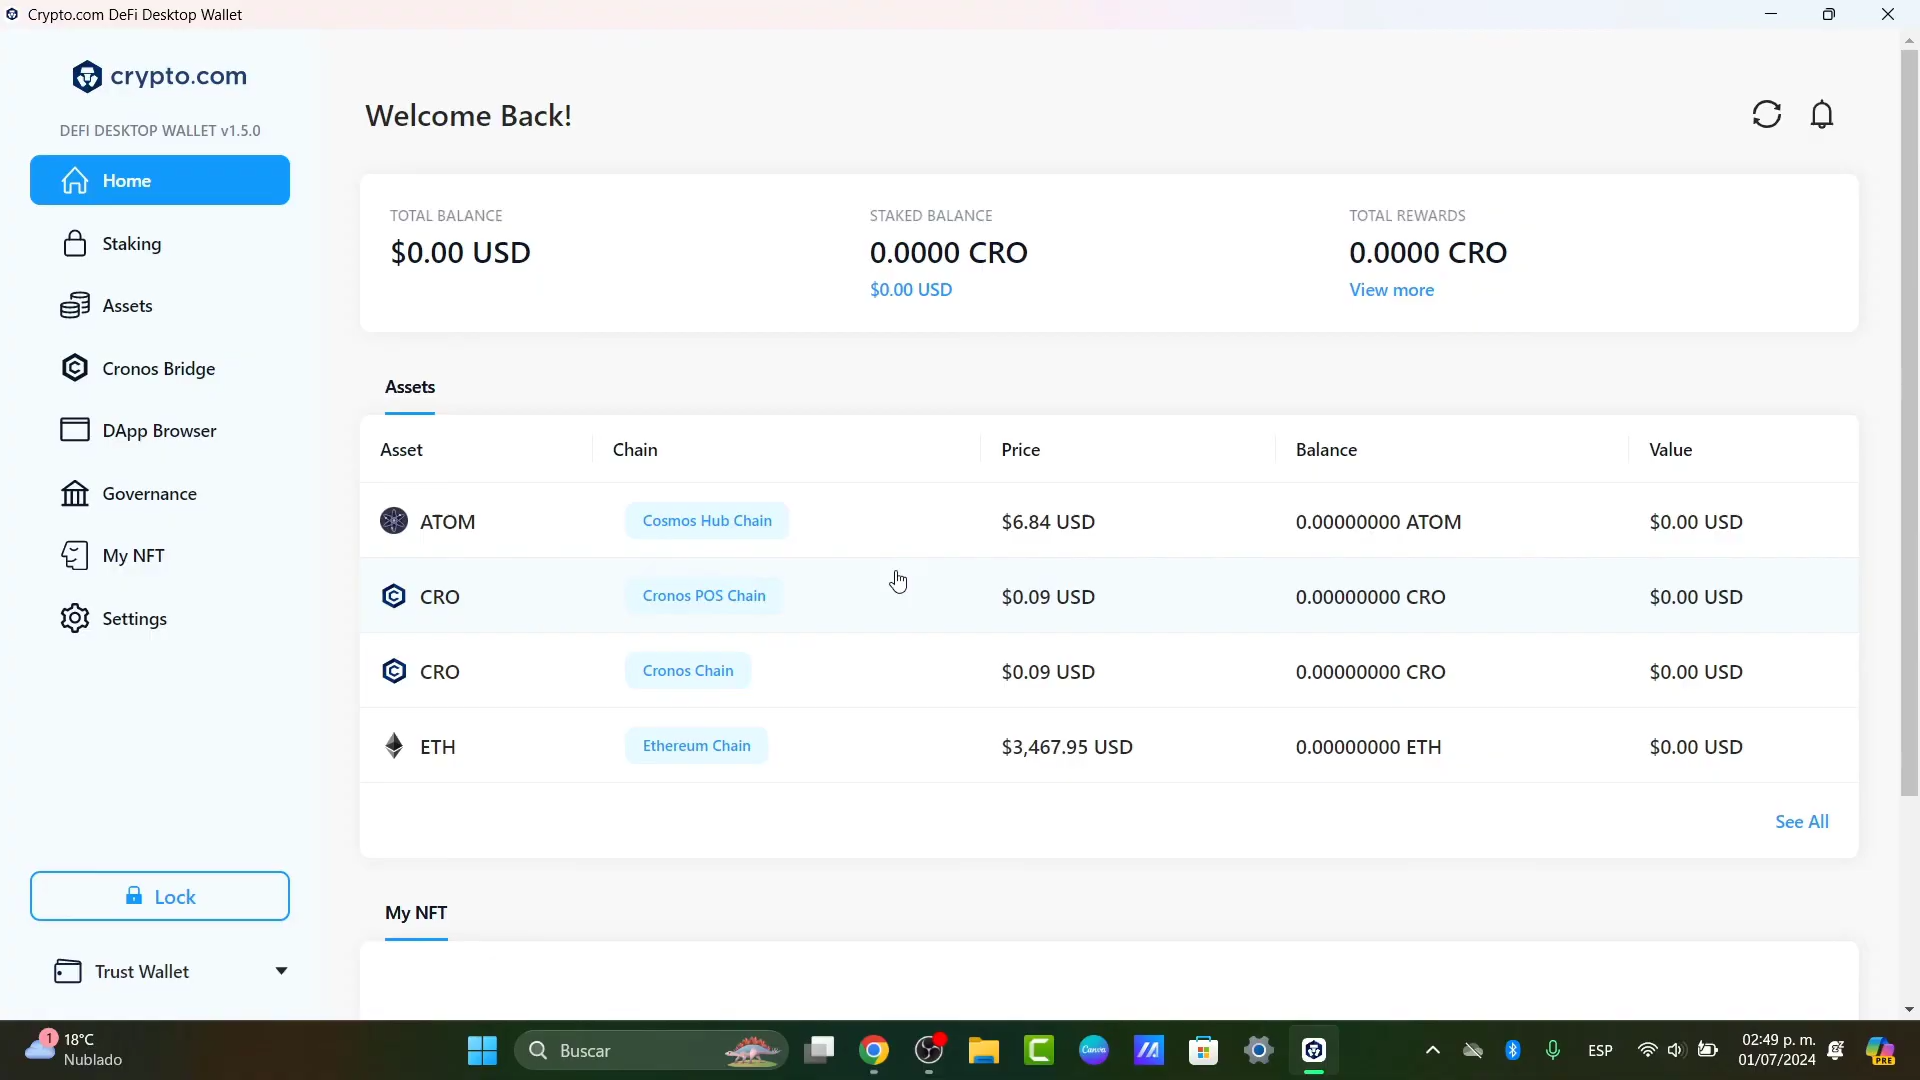 Crypto.com DeFi Desktop Wallet
crypto.com
DEFI DESKTOP WALLET v1.5.0
Home
Staking
Assets
Cronos Bridge
DApp Browser
Governance
My NFT
Settings
Lock
Trust Wallet
Welcome Back!
TOTAL BALANCE
$0.00 USD
STAKED BALANCE
0.0000 CRO
$0.00 USD
TOTAL REWARDS
0.0000 CRO
View more
Assets
Asset Chain Price Balance Value
ATOM Cosmos Hub Chain $6.84 USD 0.00000000 ATOM $0.00 USD
CRO Cronos POS Chain $0.09 USD 0.00000000 CRO $0.00 USD
CRO Cronos Chain $0.09 USD 0.00000000 CRO $0.00 USD
ETH Ethereum Chain $3,467.95 USD 0.00000000 ETH $0.00 USD
See All
My NFT
1
18°C
Nublado
Buscar
Canva
ESP
02:49 p. m.
01/07/2024
PRE